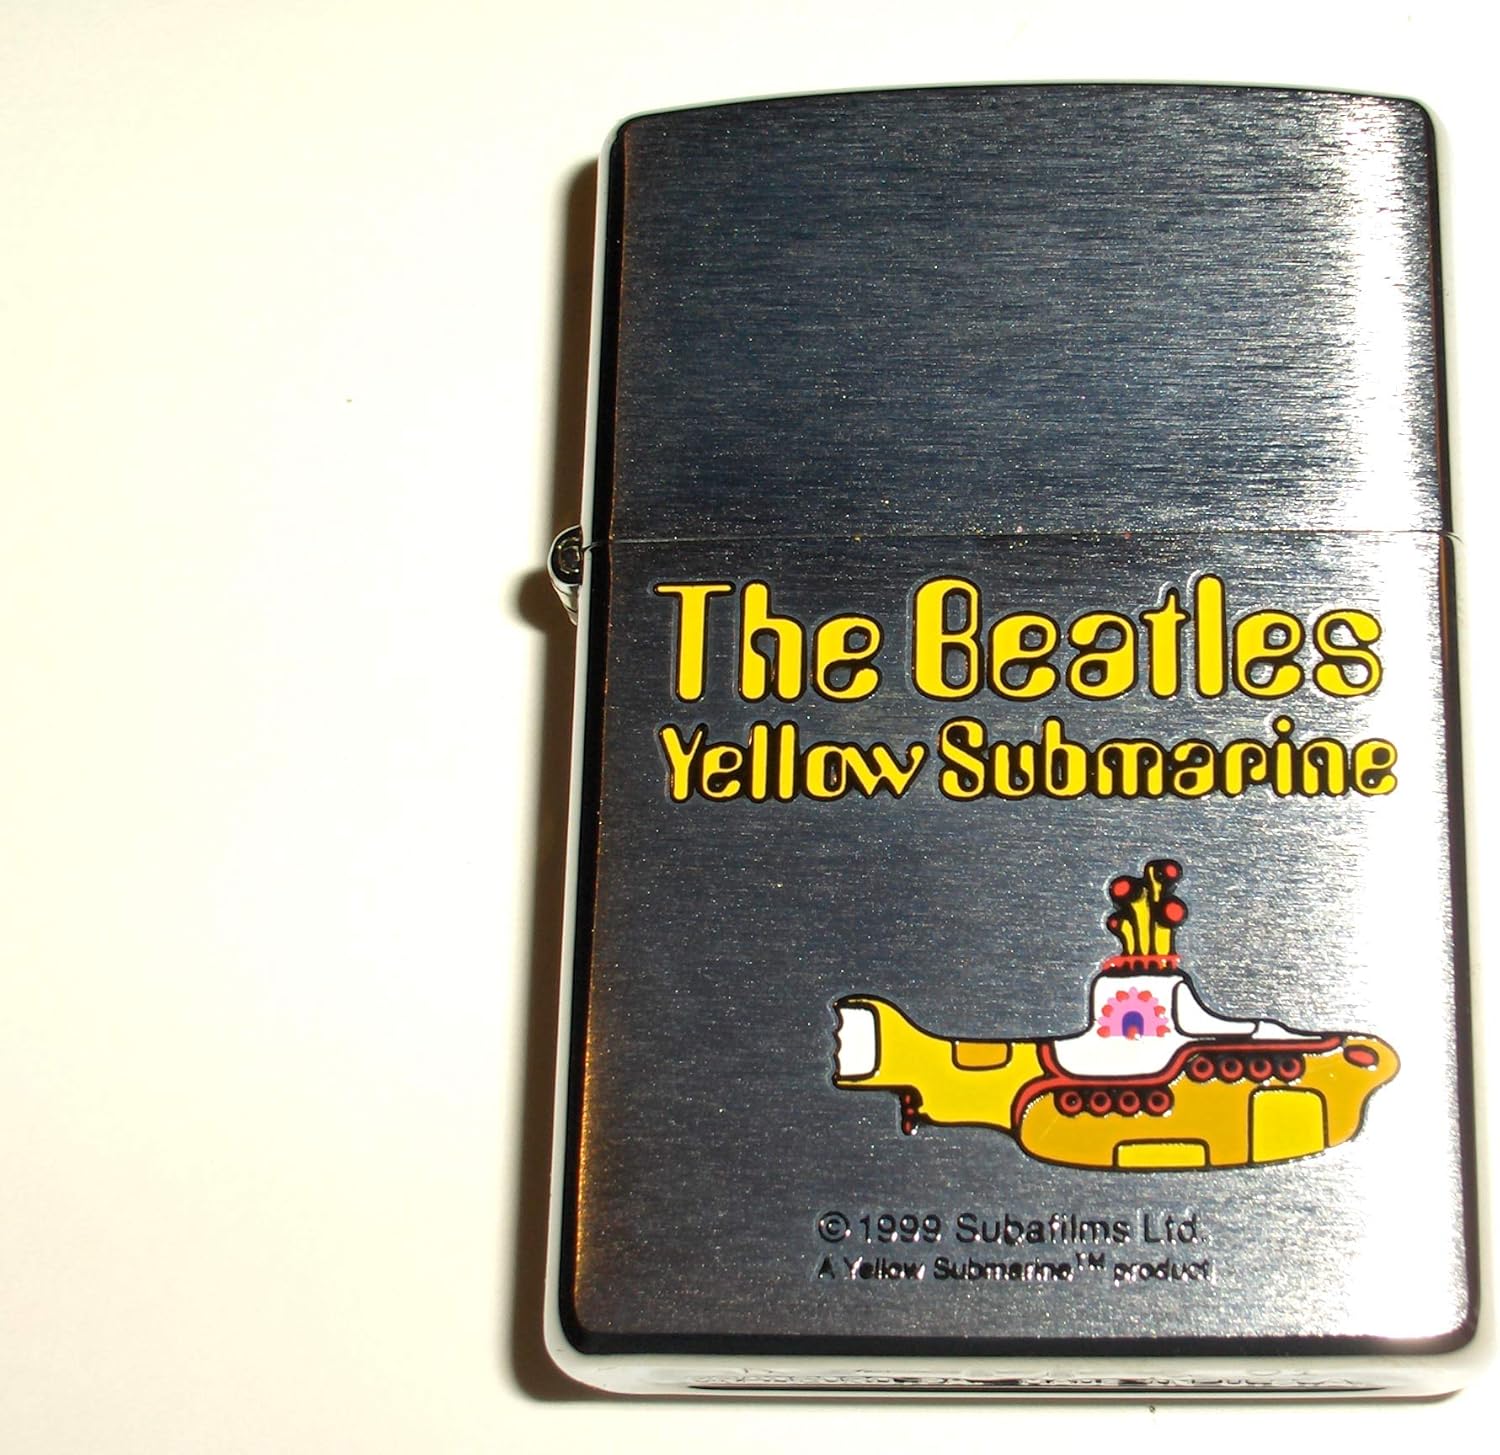 The Beatles
Yellow Submarine
© 1999 Subafilms Ltd.
A Yellow Submarine™ product